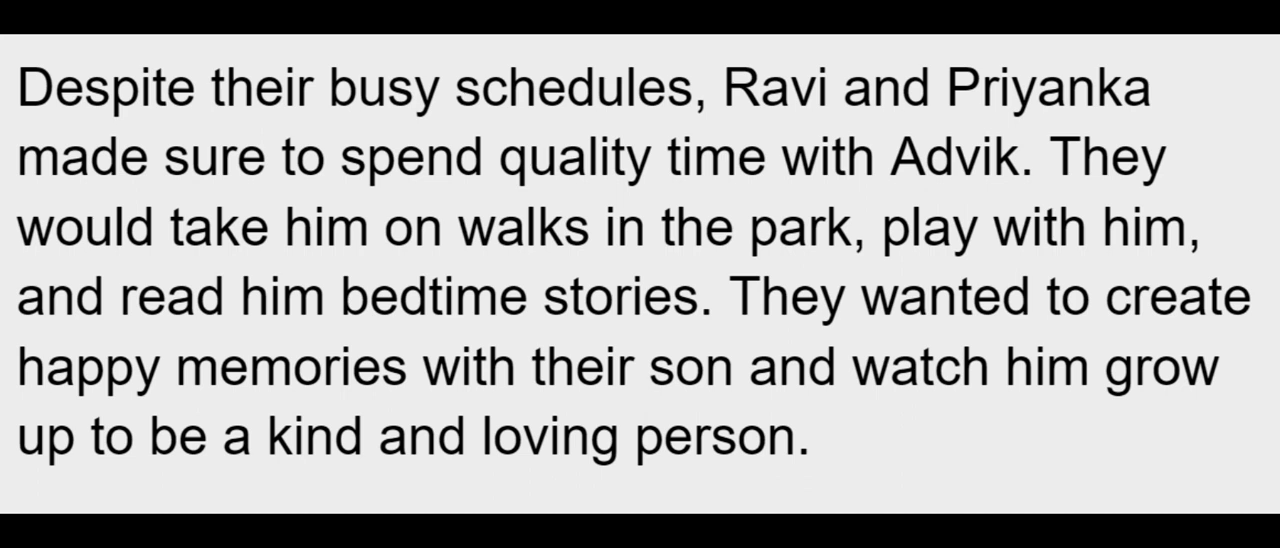 Despite their busy schedules, Ravi and Priyanka
made sure to spend quality time with Advik. They
would take him on walks in the park, play with him,
and read him bedtime stories. They wanted to create
happy memories with their son and watch him grow
up to be a kind and loving person.